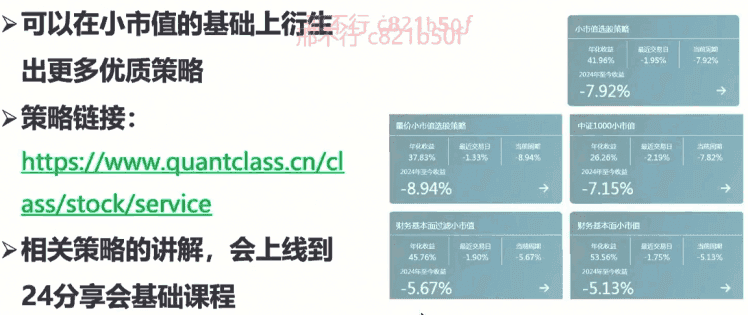 ➤可以在小市值的基础上衍生
出更多优质策略
➤策略链接：
https://www.quantclass.cn/cl
ass/stock/service
➤相关策略的讲解，会上线到
24分享会基础课程
邢不行 c821b50f
邢不行 c821b50f
小市值选股策略
年化收益 最近交易日 当前周期
41.96% -1.95% -7.92%
2024年至今收益
-7.92% →
量价小市值选股策略
年化收益 最近交易日 当前周期
37.83% -1.33% -8.94%
2024年至今收益
-8.94% →
中证1000小市值
年化收益 最近交易日 当前周期
26.26% -2.19% -7.82%
2024年至今收益
-7.15% →
财务基本面过滤小市值
年化收益 最近交易日 当前周期
45.76% -1.90% -5.67%
2024年至今收益
-5.67% →
财务基本面小市值
年化收益 最近交易日 当前周期
53.56% -1.75% -5.13%
2024年至今收益
-5.13% →